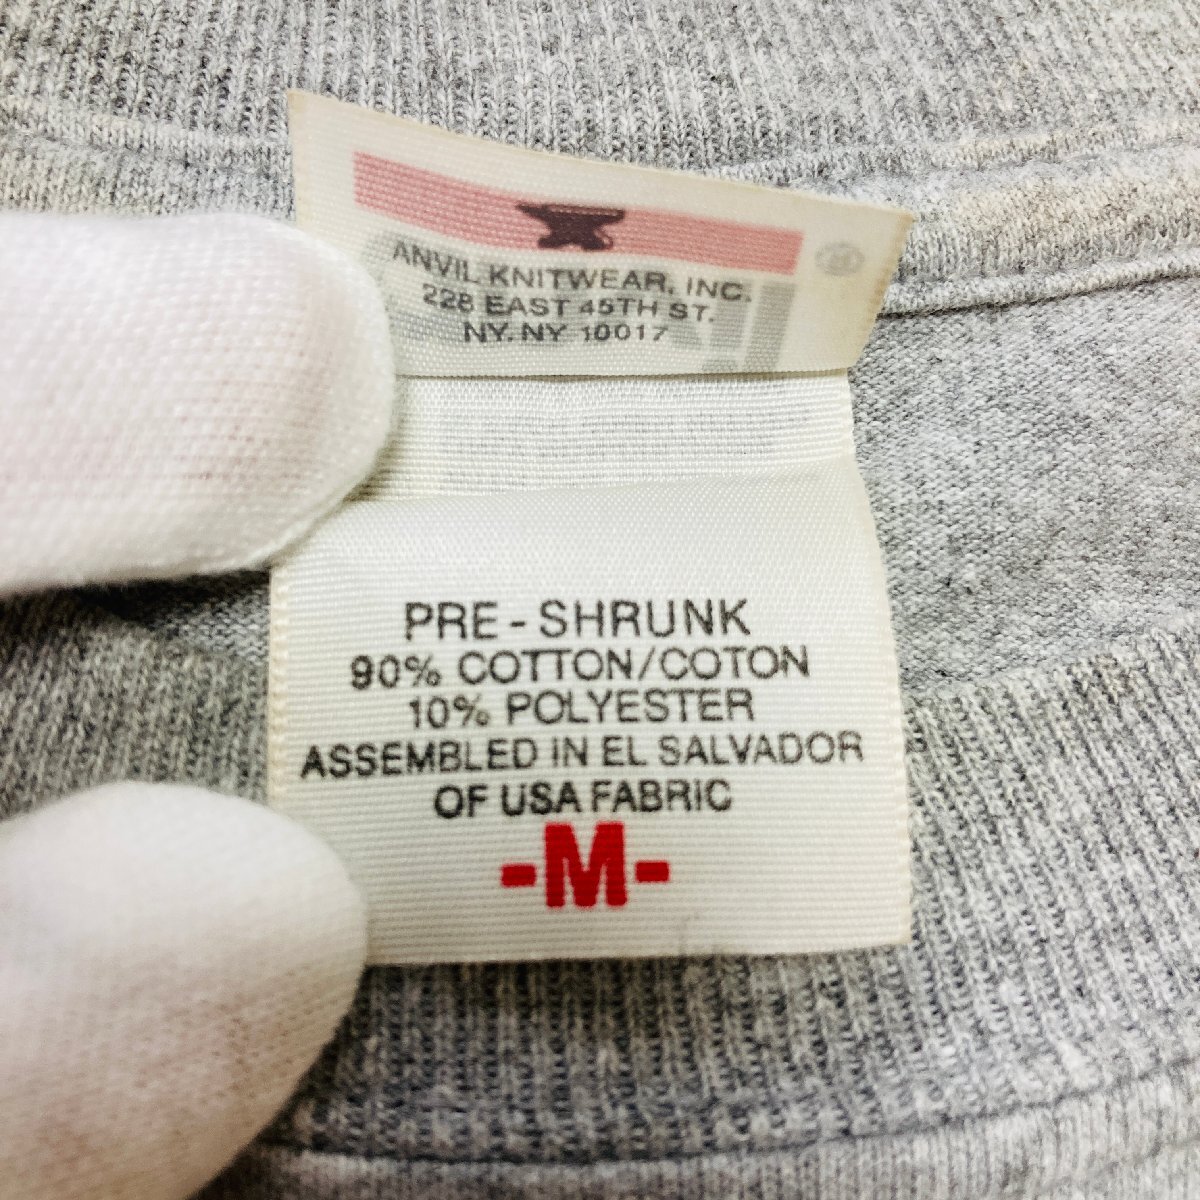 ANVIL KNITWEAR, INC.
228 EAST 45TH ST.
NY. NY 10017
PRE-SHRUNK
90% COTTON/COTON
10% POLYESTER
ASSEMBLED IN EL SALVADOR
OF USA FABRIC
-M-